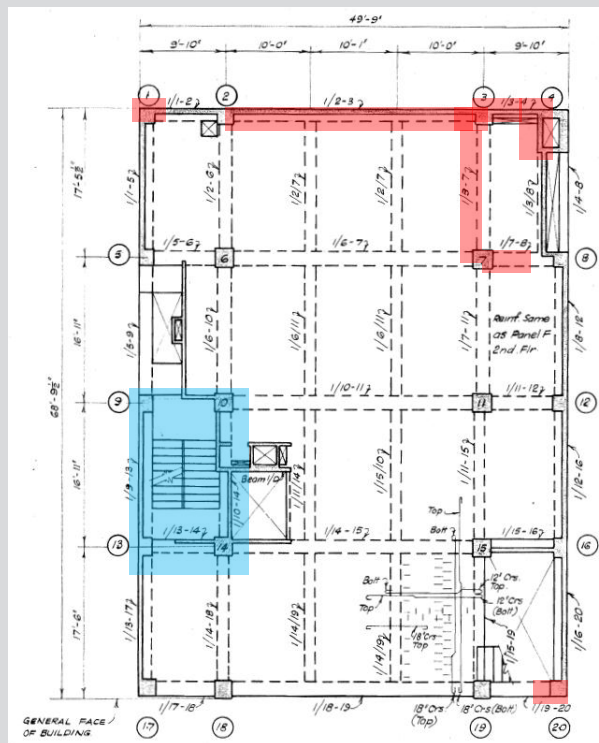 49'-9"
9'-10" 10'-0" 10'-1" 10'-0" 9'-10"
1 2 3 4
1/1-2 1/2-3 1/3-4
17'-5½" 1/1-5 1/2-6 1/2/7 1/2/7 1/3-7 1/3/8 1/4-8
1/5-6 1/6-7 1/7-8
5 6 7 8
16'-11" 1/5-9 1/6-10 1/6/11 1/6/11 1/7-11 1/8-12
Reinf. Same
as Panel F
2nd. Flr.
68'-9½"
1/10-11 1/11-12
9 10 11 12
16'-11" 1/9-13 1/10-14 1/11/14 1/15/10 1/11-15 1/12-16
Beam 1/0
Top
Bott
1/13-14 1/14-15 1/15-16
13 14 15 16
17'-6" 1/13-17 1/14-18 1/14/19 1/14/19 1/15-19 1/16-20
Bott
Top
12" Crs.
Top
12" Crs
(Bott)
18" Crs
Top
1/17-18 1/18-19 18" Crs
(Top) 18" Crs (Bott) 1/19-20
GENERAL FACE
OF BUILDING
17 18 19 20